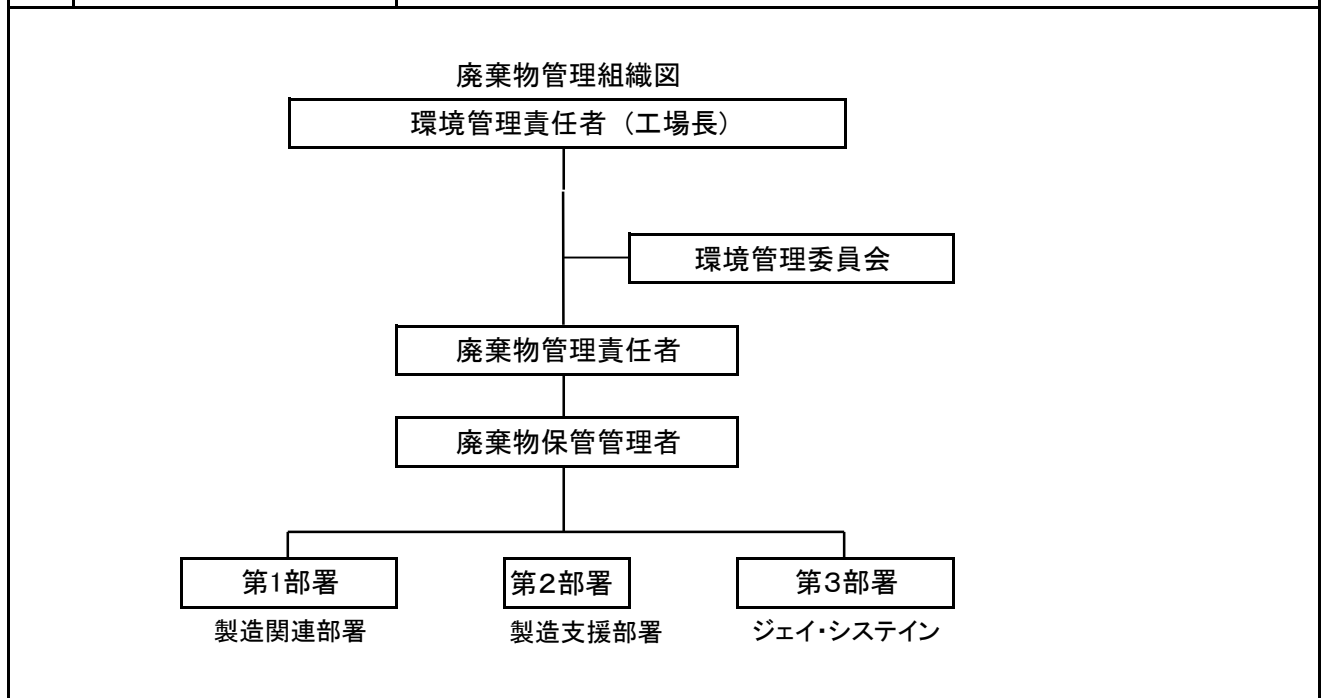 廃棄物管理組織図
環境管理責任者（工場長）
環境管理委員会
廃棄物管理責任者
廃棄物保管管理者
第1部署
第２部署
第３部署
製造関連部署
製造支援部署
ジェイ・システイン